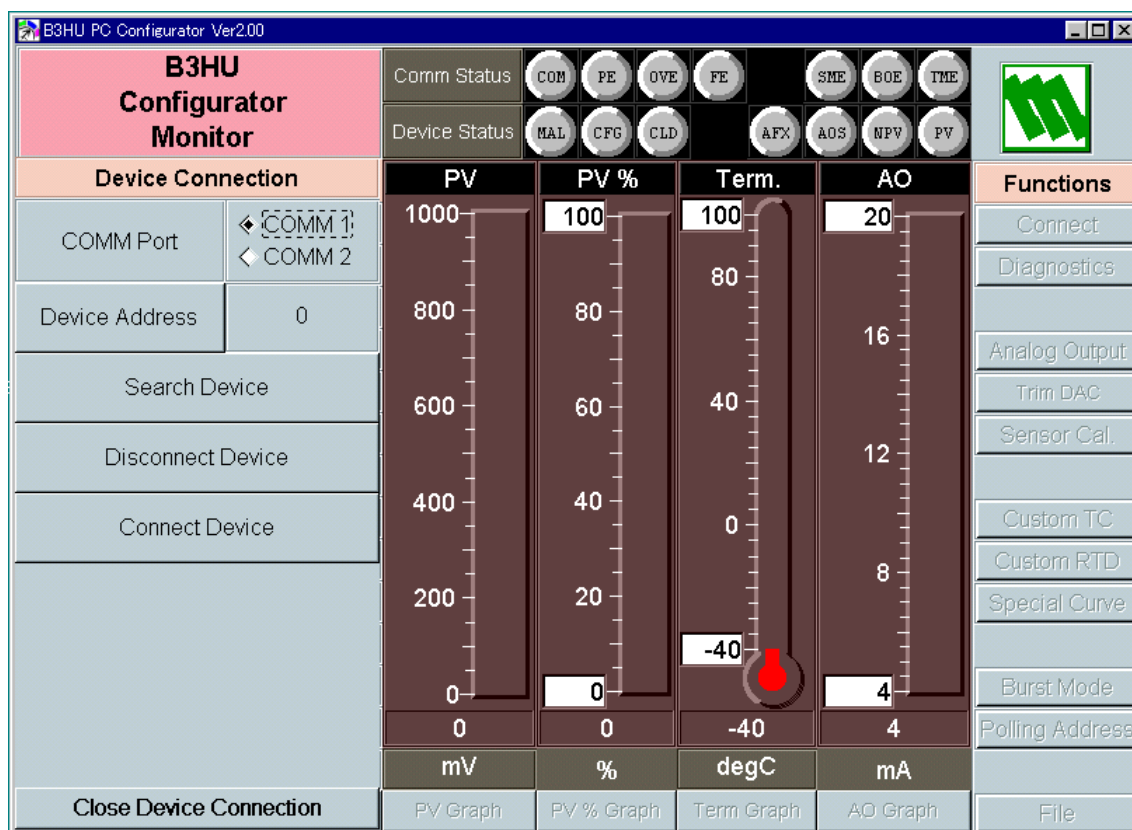 B3HU PC Configurator Ver2.00
B3HU
Configurator
Monitor
Comm Status
COM PE OVE FE SME BOE TME
Device Status
MAL CFG CLD AFX AOS NPV PV
Device Connection
COMM Port
COMM 1
COMM 2
Device Address
0
Search Device
Disconnect Device
Connect Device
Close Device Connection
PV
1000
800
600
400
200
0
0
mV
PV Graph
PV %
100
80
60
40
20
0
0
%
PV % Graph
Term.
100
80
40
0
-40
-40
degC
Term Graph
AO
20
16
12
8
4
4
mA
AO Graph
Functions
Connect
Diagnostics
Analog Output
Trim DAC
Sensor Cal.
Custom TC
Custom RTD
Special Curve
Burst Mode
Polling Address
File